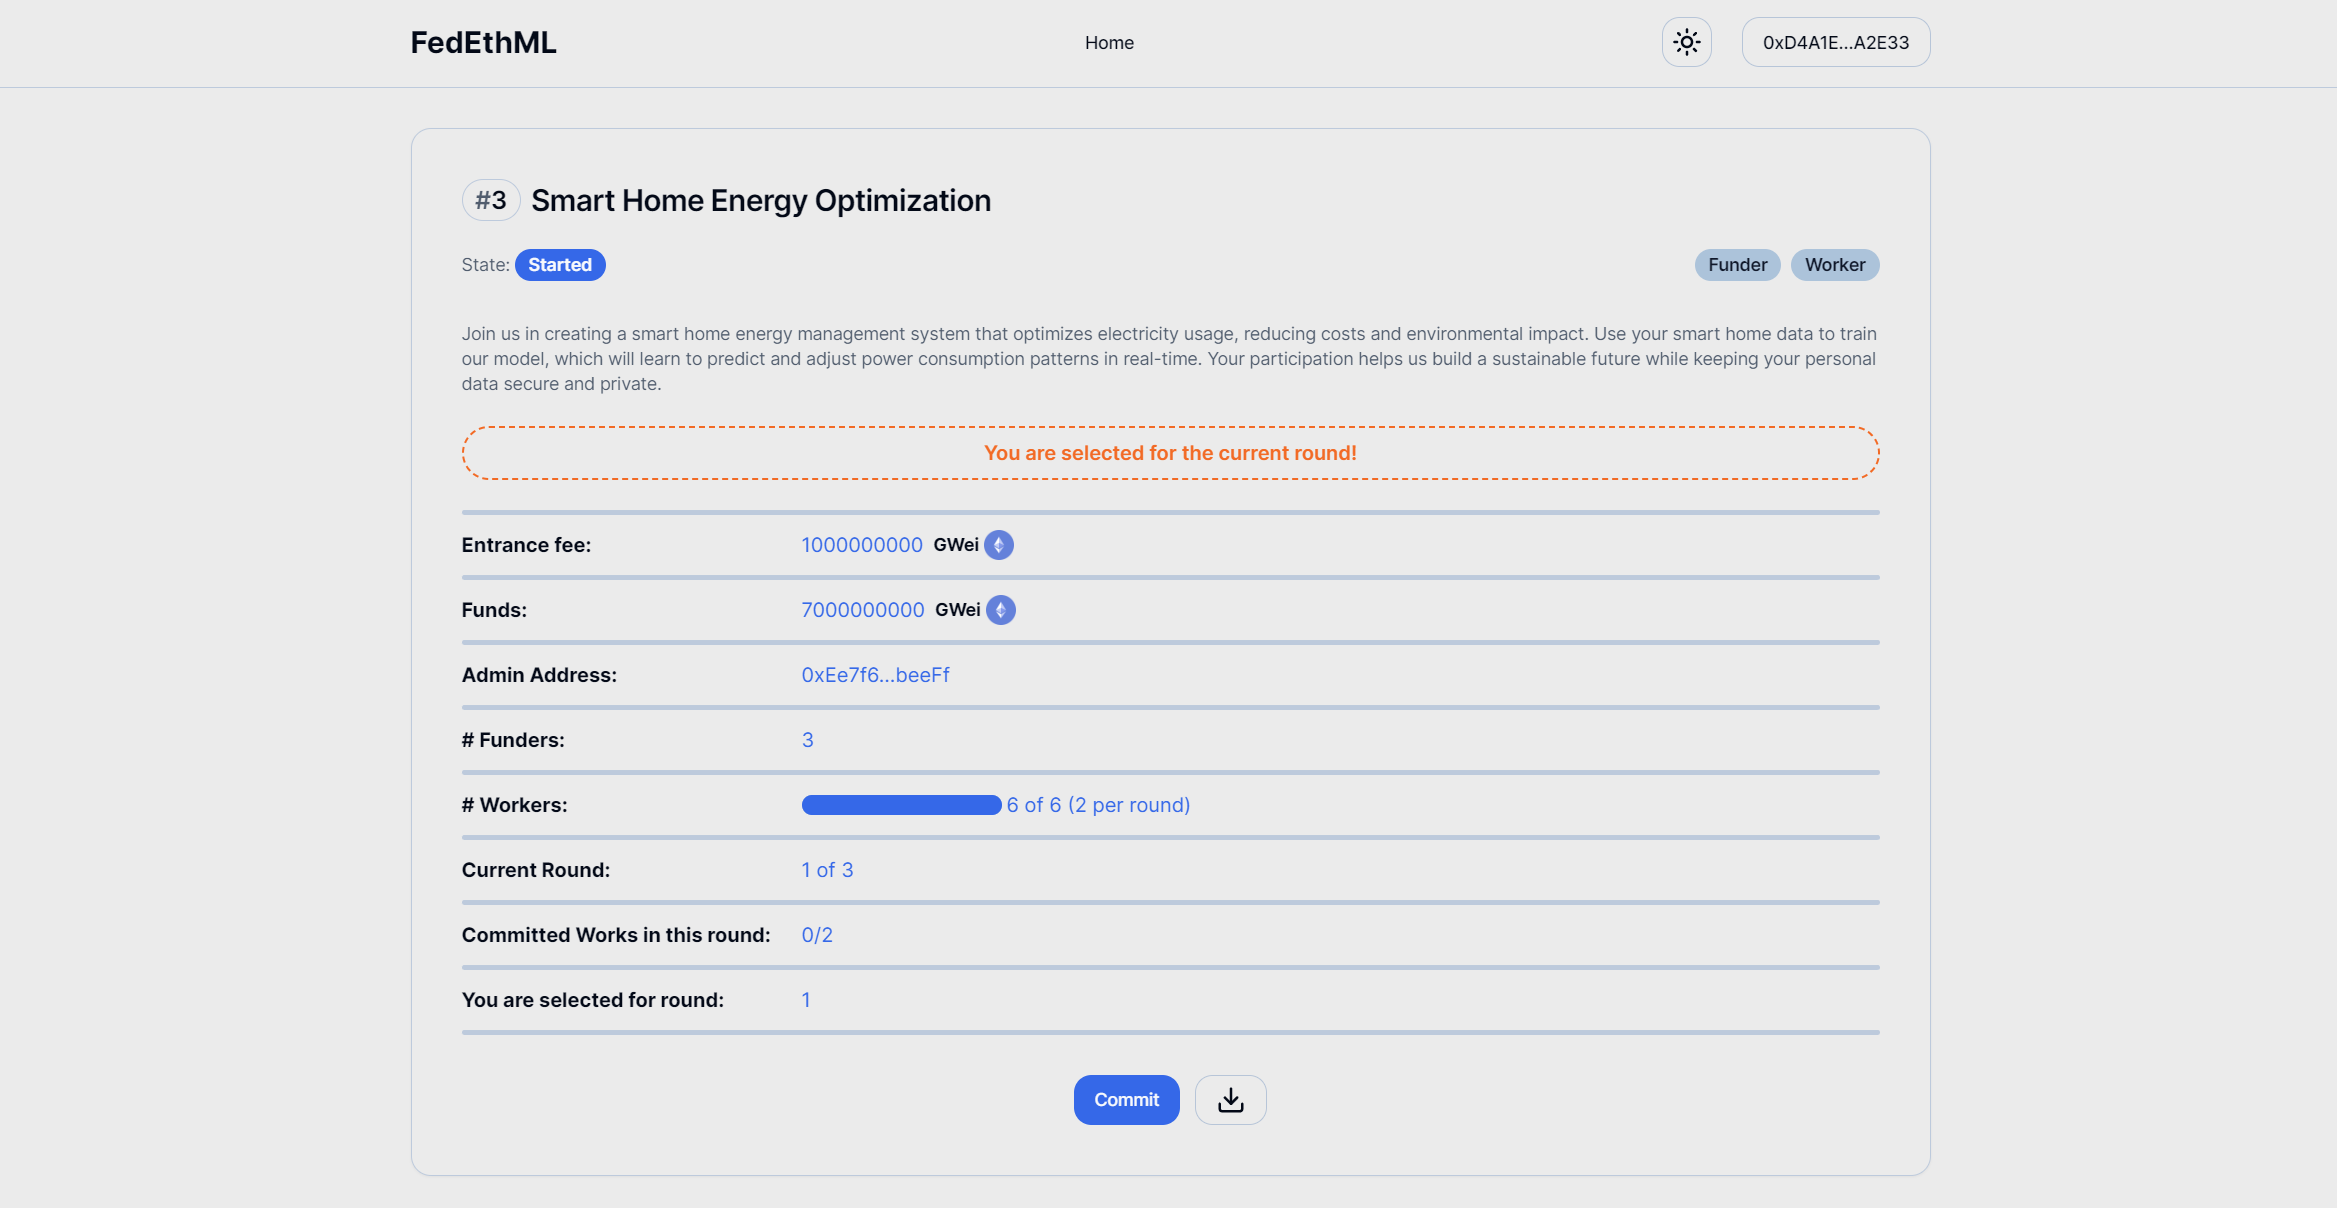 FedEthML
Home
0xD4A1E...A2E33
#3
Smart Home Energy Optimization
State: Started
Funder
Worker
Join us in creating a smart home energy management system that optimizes electricity usage, reducing costs and environmental impact. Use your smart home data to train
our model, which will learn to predict and adjust power consumption patterns in real-time. Your participation helps us build a sustainable future while keeping your personal
data secure and private.
You are selected for the current round!
Entrance fee: 1000000000 GWei
Funds: 7000000000 GWei
Admin Address: 0xEe7f6...beeFf
# Funders: 3
# Workers: 6 of 6 (2 per round)
Current Round: 1 of 3
Committed Works in this round: 0/2
You are selected for round: 1
Commit